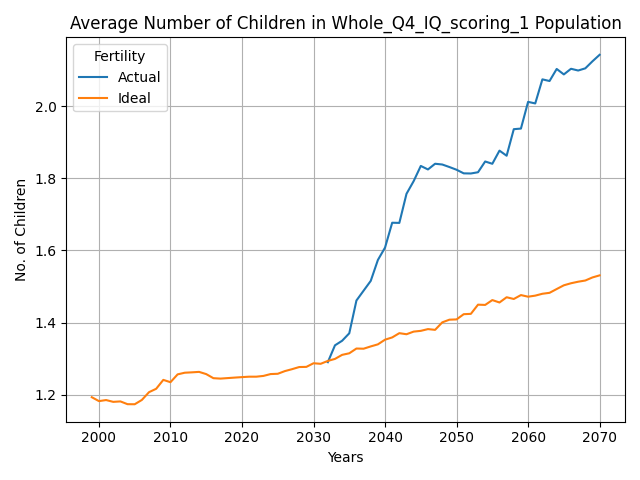 Average Number of Children in Whole_Q4_IQ_scoring_1 Population
Fertility
Actual
Ideal
No. of Children
2.0
1.8
1.6
1.4
1.2
2000 2010 2020 2030 2040 2050 2060 2070
Years